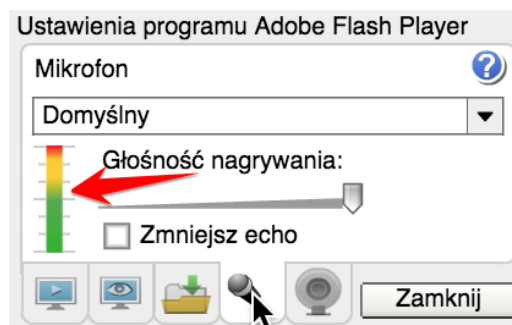 Ustawienia programu Adobe Flash Player
Mikrofon
?
Domyślny
Głośność nagrywania:
Zmniejsz echo
Zamknij